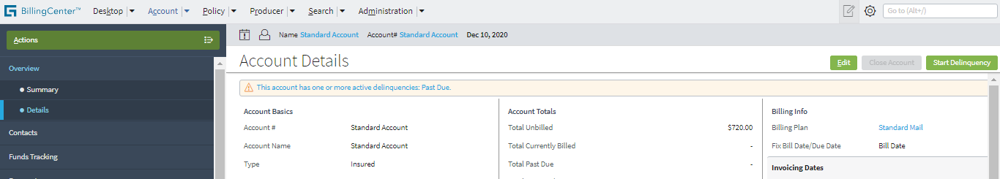 BillingCenter™ Desktop Account Policy Producer Search Administration Go to (Alt+/)
Actions
Name Standard Account Account# Standard Account Dec 10, 2020
Account Details
Edit Close Account Start Delinquency
Overview
Summary
Details
Contacts
Funds Tracking
This account has one or more active delinquencies: Past Due.
Account Basics Account Totals Billing Info
Account # Standard Account Total Unbilled $720.00 Billing Plan Standard Mail
Account Name Standard Account Total Currently Billed - Fix Bill Date/Due Date Bill Date
Type Insured Total Past Due - Invoicing Dates